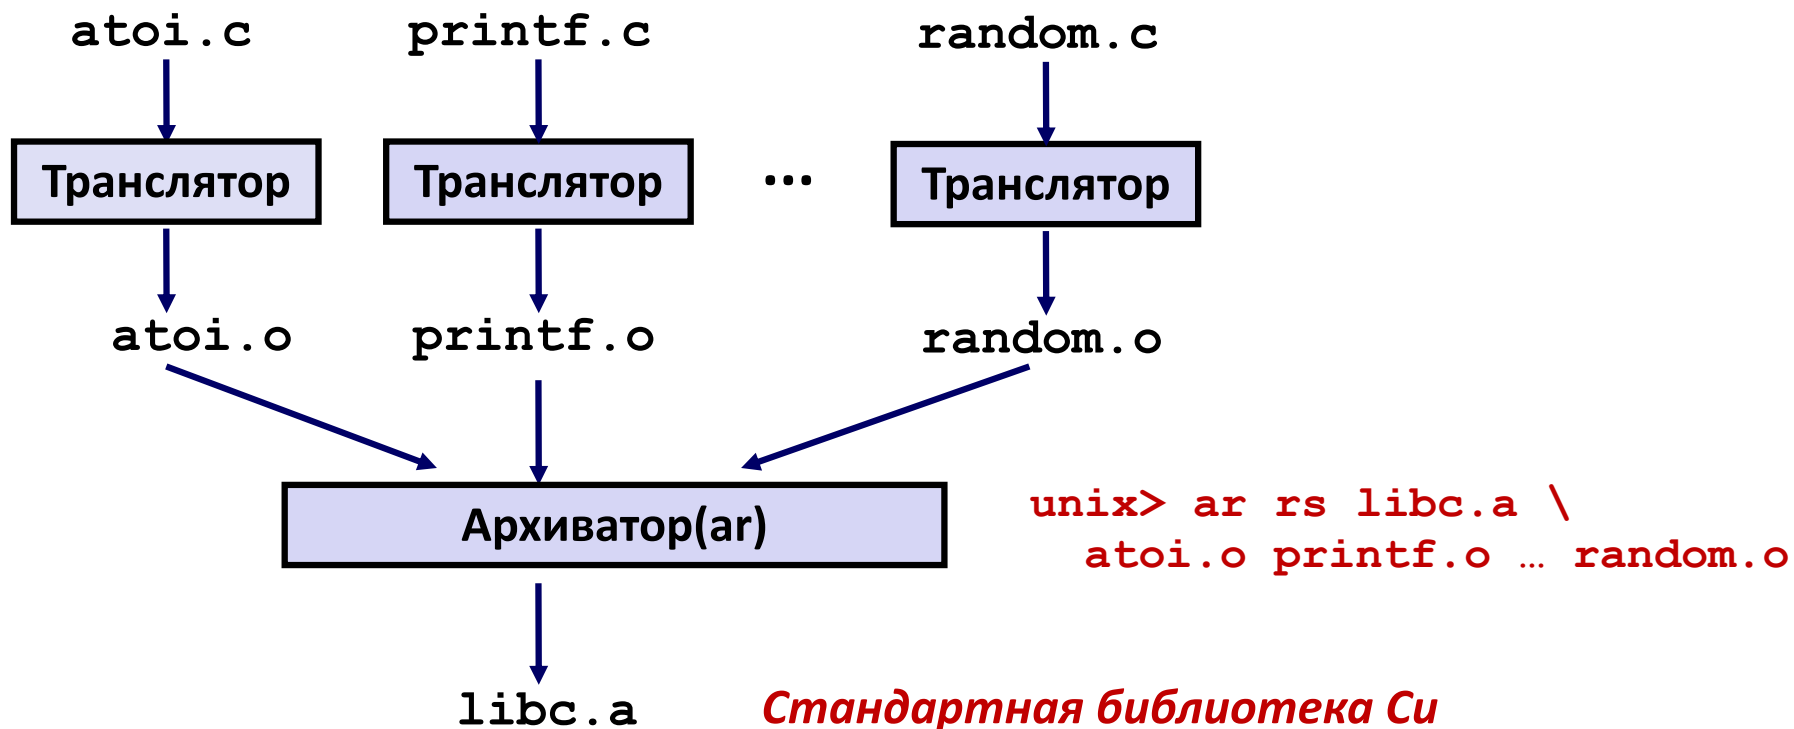 atoi.c printf.c random.c
Транслятор Транслятор ... Транслятор
atoi.o printf.o random.o
Архиватор(ar)
unix> ar rs libc.a \
atoi.o printf.o … random.o
libc.a Стандартная библиотека Си